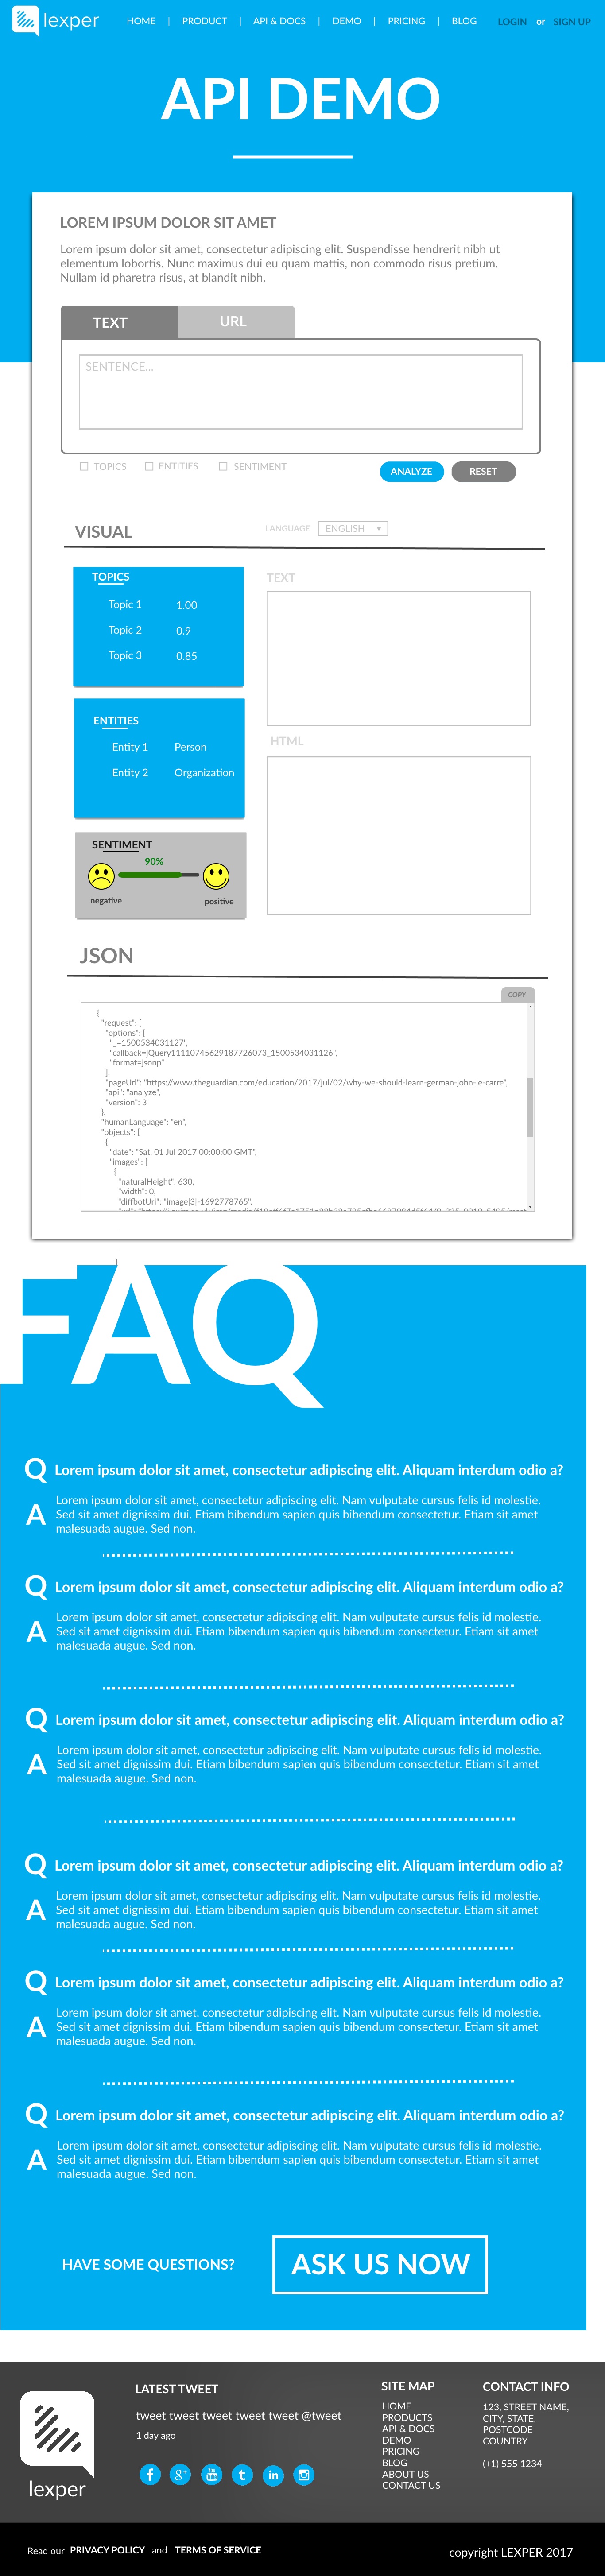 lexper
HOME | PRODUCT | API & DOCS | DEMO | PRICING | BLOG LOGIN or SIGN UP
API DEMO
LOREM IPSUM DOLOR SIT AMET
Lorem ipsum dolor sit amet, consectetur adipiscing elit. Suspendisse hendrerit nibh ut
elementum lobortis. Nunc maximus dui eu quam mattis, non commodo risus pretium.
Nullam id pharetra risus, at blandit nibh.
TEXT URL
SENTENCE...
TOPICS ENTITIES SENTIMENT ANALYZE RESET
VISUAL LANGUAGE ENGLISH
TOPICS
Topic 1 1.00
Topic 2 0.9
Topic 3 0.85
TEXT
ENTITIES
Entity 1 Person
Entity 2 Organization
HTML
SENTIMENT
90%
negative positive
JSON
COPY
{
"request": {
"options": [
"_=1500534031127",
"callback=jQuery11110745629187726073_1500534031126",
"format=jsonp"
],
"pageUrl": "https://www.theguardian.com/education/2017/jul/02/why-we-should-learn-german-john-le-carre",
"api": "analyze",
"version": 3
},
"humanLanguage": "en",
"objects": [
{
"date": "Sat, 01 Jul 2017 00:00:00 GMT",
"images": [
{
"naturalHeight": 630,
"width": 0,
"diffbotUri": "image|3|-1692778765",
FAQ
Q Lorem ipsum dolor sit amet, consectetur adipiscing elit. Aliquam interdum odio a?
A Lorem ipsum dolor sit amet, consectetur adipiscing elit. Nam vulputate cursus felis id molestie.
Sed sit amet dignissim dui. Etiam bibendum sapien quis bibendum consectetur. Etiam sit amet
malesuada augue. Sed non.
Q Lorem ipsum dolor sit amet, consectetur adipiscing elit. Aliquam interdum odio a?
A Lorem ipsum dolor sit amet, consectetur adipiscing elit. Nam vulputate cursus felis id molestie.
Sed sit amet dignissim dui. Etiam bibendum sapien quis bibendum consectetur. Etiam sit amet
malesuada augue. Sed non.
Q Lorem ipsum dolor sit amet, consectetur adipiscing elit. Aliquam interdum odio a?
A Lorem ipsum dolor sit amet, consectetur adipiscing elit. Nam vulputate cursus felis id molestie.
Sed sit amet dignissim dui. Etiam bibendum sapien quis bibendum consectetur. Etiam sit amet
malesuada augue. Sed non.
Q Lorem ipsum dolor sit amet, consectetur adipiscing elit. Aliquam interdum odio a?
A Lorem ipsum dolor sit amet, consectetur adipiscing elit. Nam vulputate cursus felis id molestie.
Sed sit amet dignissim dui. Etiam bibendum sapien quis bibendum consectetur. Etiam sit amet
malesuada augue. Sed non.
Q Lorem ipsum dolor sit amet, consectetur adipiscing elit. Aliquam interdum odio a?
A Lorem ipsum dolor sit amet, consectetur adipiscing elit. Nam vulputate cursus felis id molestie.
Sed sit amet dignissim dui. Etiam bibendum sapien quis bibendum consectetur. Etiam sit amet
malesuada augue. Sed non.
Q Lorem ipsum dolor sit amet, consectetur adipiscing elit. Aliquam interdum odio a?
A Lorem ipsum dolor sit amet, consectetur adipiscing elit. Nam vulputate cursus felis id molestie.
Sed sit amet dignissim dui. Etiam bibendum sapien quis bibendum consectetur. Etiam sit amet
malesuada augue. Sed non.
HAVE SOME QUESTIONS? ASK US NOW
lexper
LATEST TWEET
tweet tweet tweet tweet tweet @tweet
1 day ago
SITE MAP
HOME
PRODUCTS
API & DOCS
DEMO
PRICING
BLOG
ABOUT US
CONTACT US
CONTACT INFO
123, STREET NAME,
CITY, STATE,
POSTCODE
COUNTRY
(+1) 555 1234
Read our PRIVACY POLICY and TERMS OF SERVICE
copyright LEXPER 2017